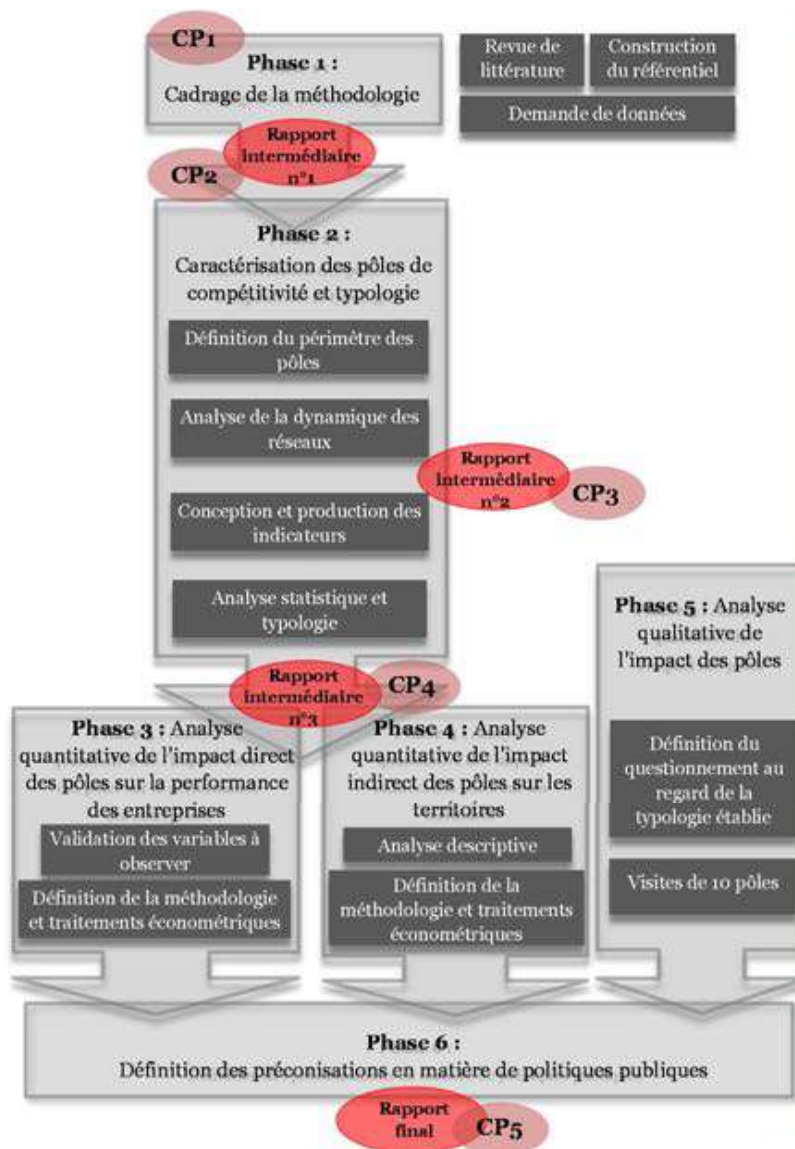 CP1
Phase 1 :
Cadrage de la méthodologie
Revue de
littérature
Construction
du référentiel
Demande de données
Rapport
intermédiaire
n°1
CP2
Phase 2 :
Caractérisation des pôles de
compétitivité et typologie
Définition du périmètre des
pôles
Analyse de la dynamique des
réseaux
Conception et production des
indicateurs
Analyse statistique et
typologie
Rapport
intermédiaire
n°2
CP3
Rapport
intermédiaire
n°3
CP4
Phase 3 : Analyse
quantitative de l'impact direct
des pôles sur la performance
des entreprises
Validation des variables à
observer
Définition de la méthodologie
et traitements économétriques
Phase 4 : Analyse
quantitative de l'impact
indirect des pôles sur les
territoires
Analyse descriptive
Définition de la
méthodologie et traitements
économétriques
Phase 5 : Analyse
qualitative de
l'impact des pôles
Définition du
questionnement au
regard de la
typologie établie
Visites de 10 pôles
Phase 6 :
Définition des préconisations en matière de politiques publiques
Rapport
final
CP5